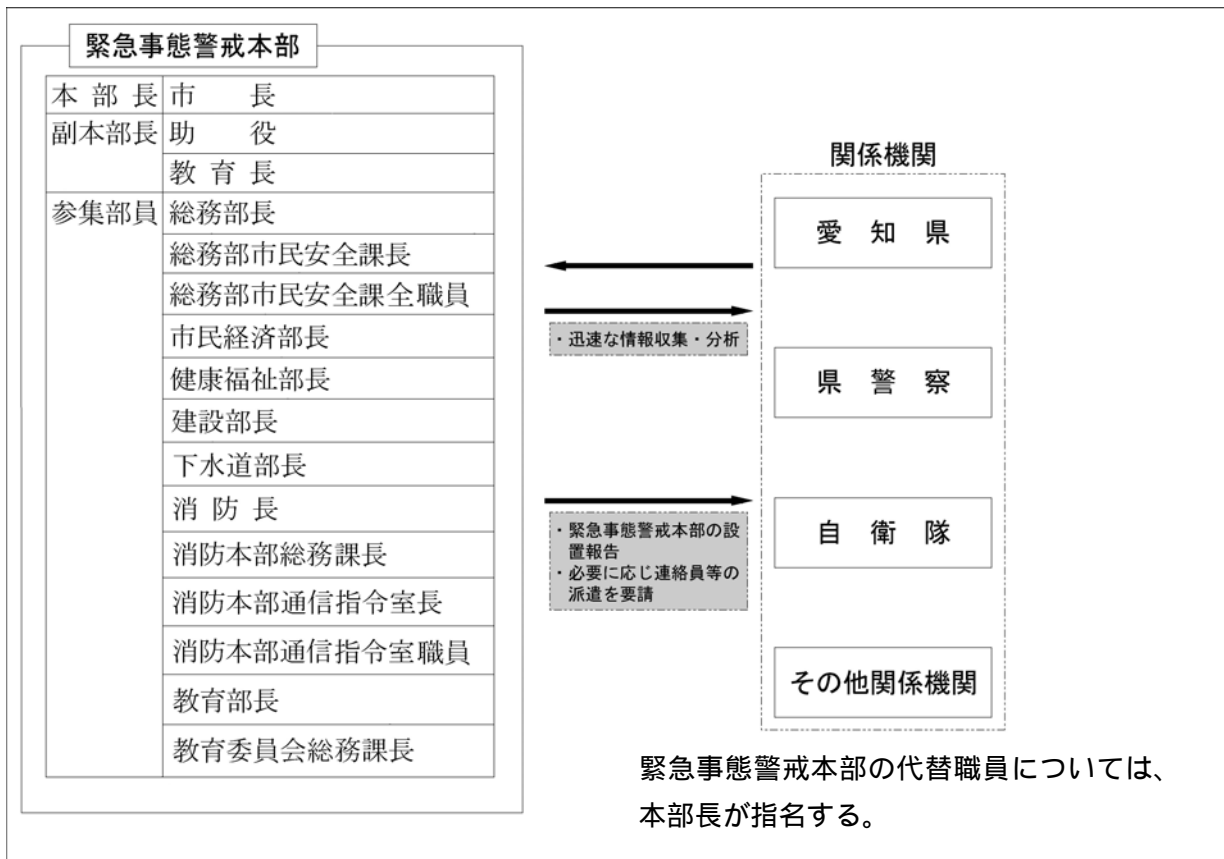 緊急事態警戒本部
本部長 市長
副本部長 助役
教育長
参集部員 総務部長
総務部市民安全課長
総務部市民安全課全職員
市民経済部長
健康福祉部長
建設部長
下水道部長
消防長
消防本部総務課長
消防本部通信指令室長
消防本部通信指令室職員
教育部長
教育委員会総務課長
・迅速な情報収集・分析
・緊急事態警戒本部の設
置報告
・必要に応じ連絡員等の
派遣を要請
関係機関
愛知県
県警察
自衛隊
その他関係機関
緊急事態警戒本部の代替職員については、
本部長が指名する。